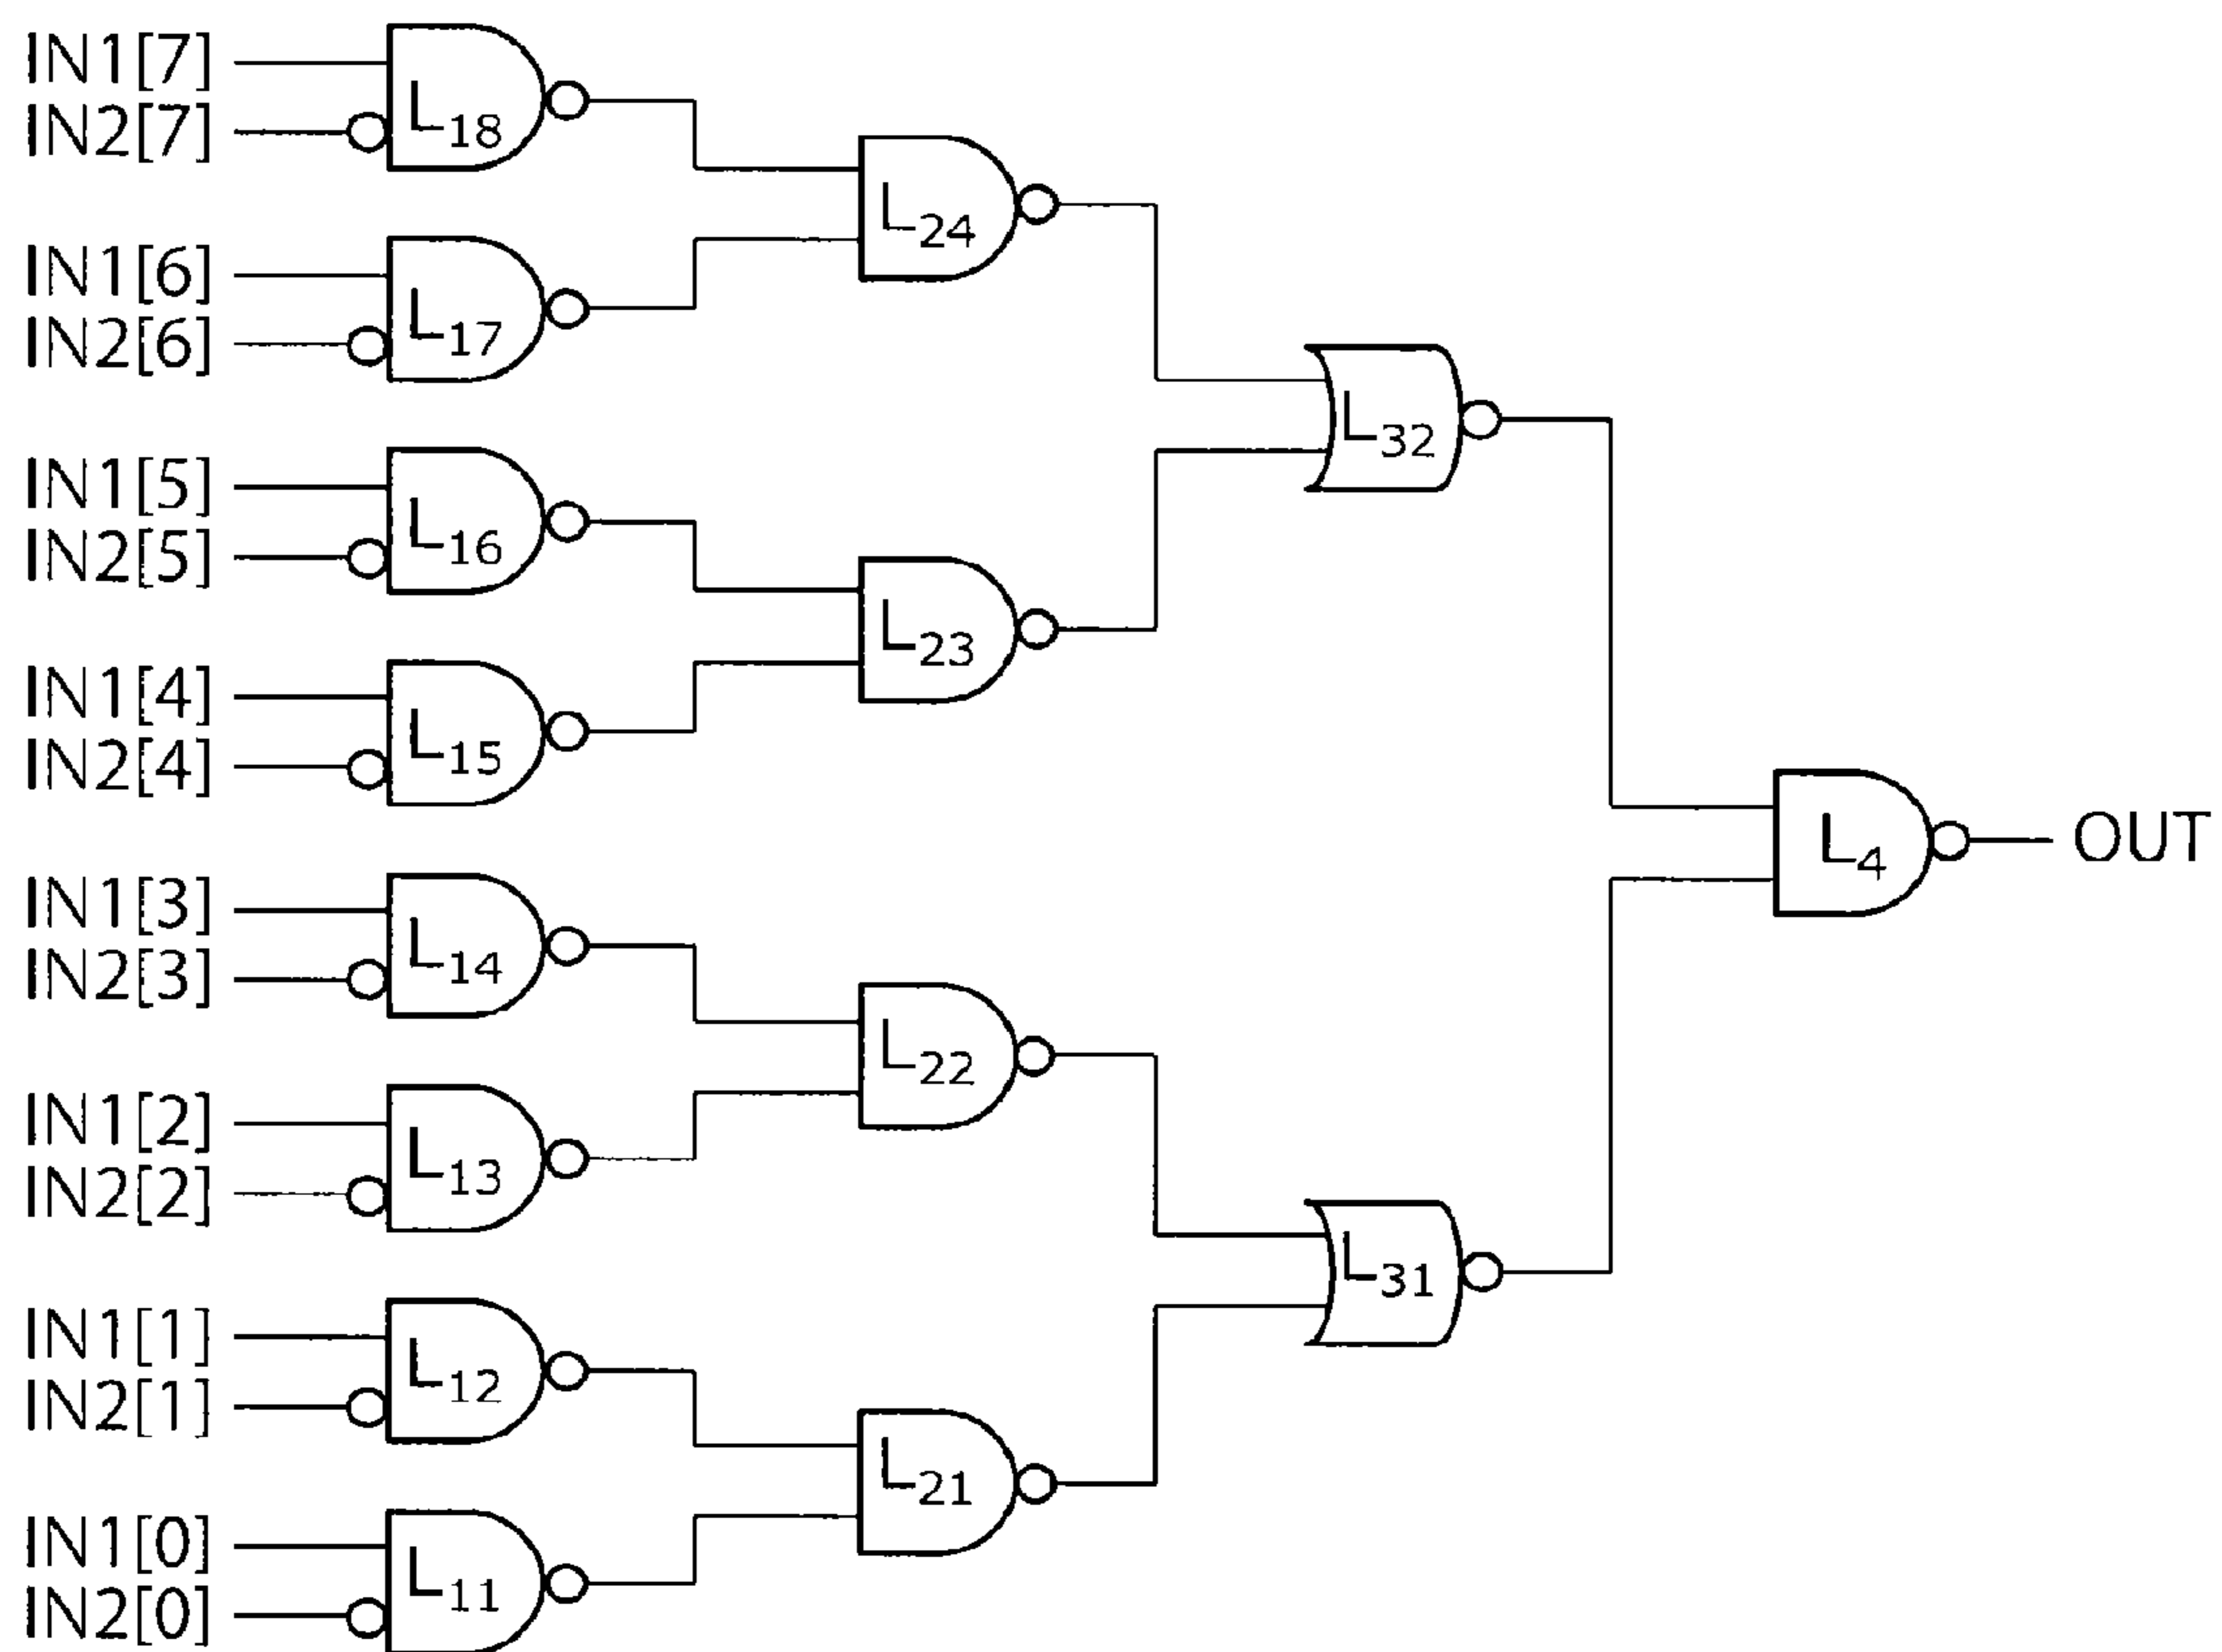 IN1[7]
IN2[7]
L18
L24
IN1[6]
IN2[6]
L17
L32
IN1[5]
IN2[5]
L16
L23
IN1[4]
IN2[4]
L15
L4
OUT
IN1[3]
IN2[3]
L14
L22
IN1[2]
IN2[2]
L13
L31
IN1[1]
IN2[1]
L12
L21
IN1[0]
IN2[0]
L11